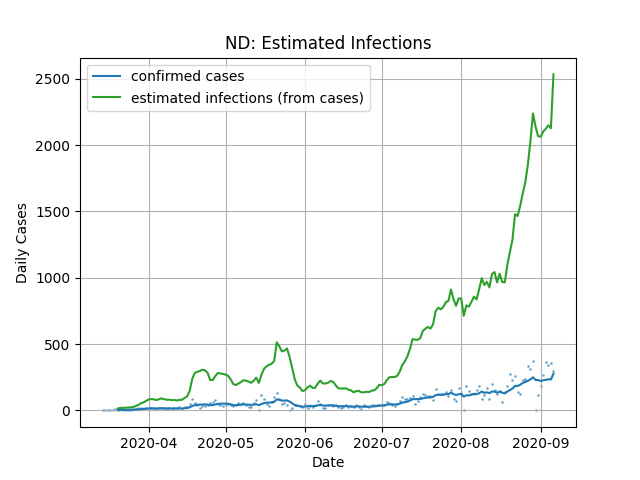 ND: Estimated Infections
confirmed cases
estimated infections (from cases)
2500
2000
1500
1000
500
0
Daily Cases
2020-04 2020-05 2020-06 2020-07 2020-08 2020-09
Date